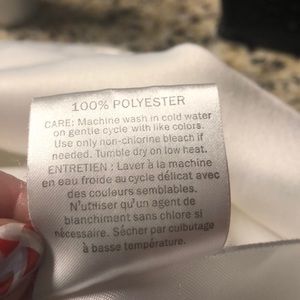 100% POLYESTER
CARE: Machine wash in cold water
on gentle cycle with like colors.
Use only non-chlorine bleach if
needed. Tumble dry on low heat.
ENTRETIEN : Laver à la machine
en eau froide au cycle délicat avec
des couleurs semblables.
N'utiliser qu'un agent de
blanchiment sans chlore si
nécessaire. Sécher par culbutage
à basse température.